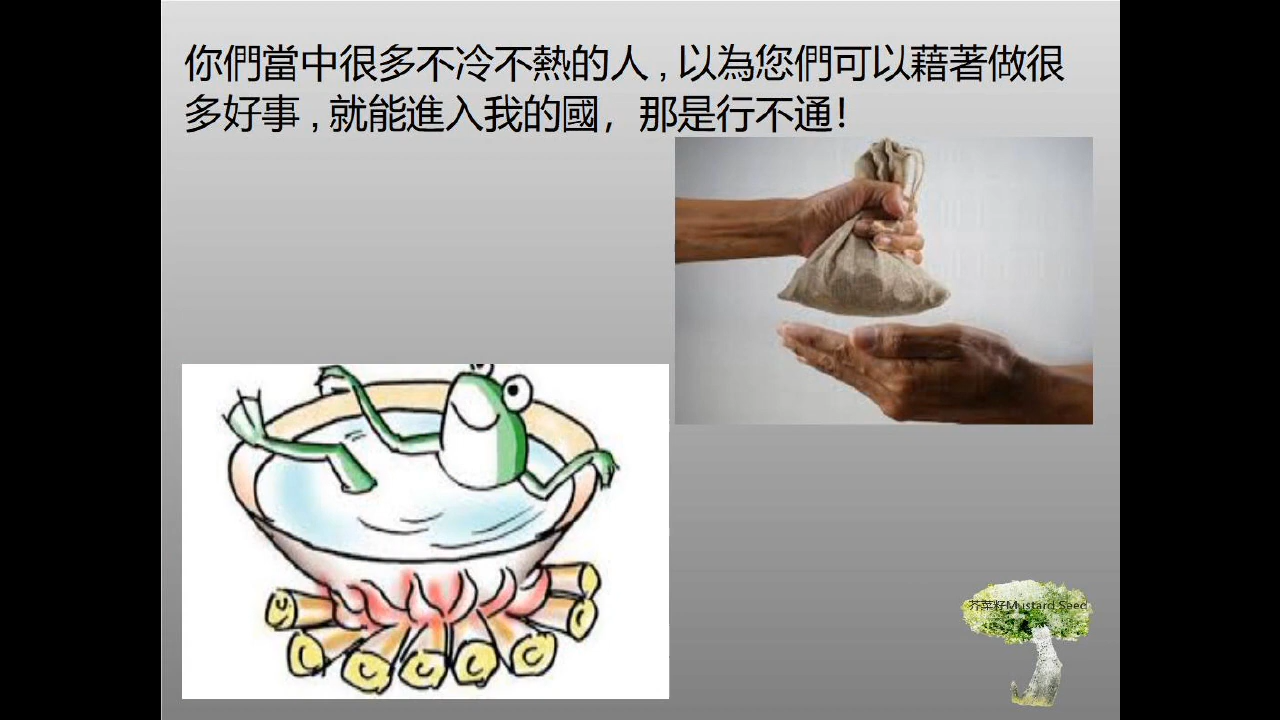 你們當中很多不冷不熱的人 , 以為您們可以藉著做很
多好事 , 就能進入我的國，那是行不通！
芥菜籽Mustard Seed